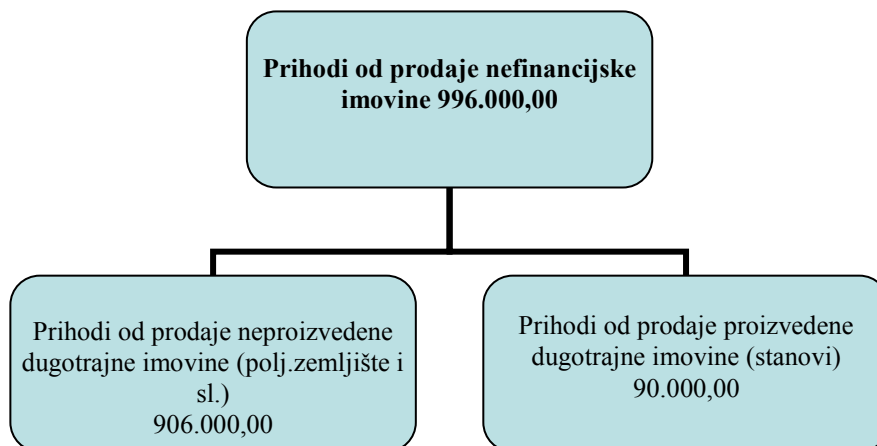 Prihodi od prodaje nefinancijske
imovine 996.000,00
Prihodi od prodaje neproizvedene
dugotrajne imovine (polj.zemljište i
sl.)
906.000,00
Prihodi od prodaje proizvedene
dugotrajne imovine (stanovi)
90.000,00